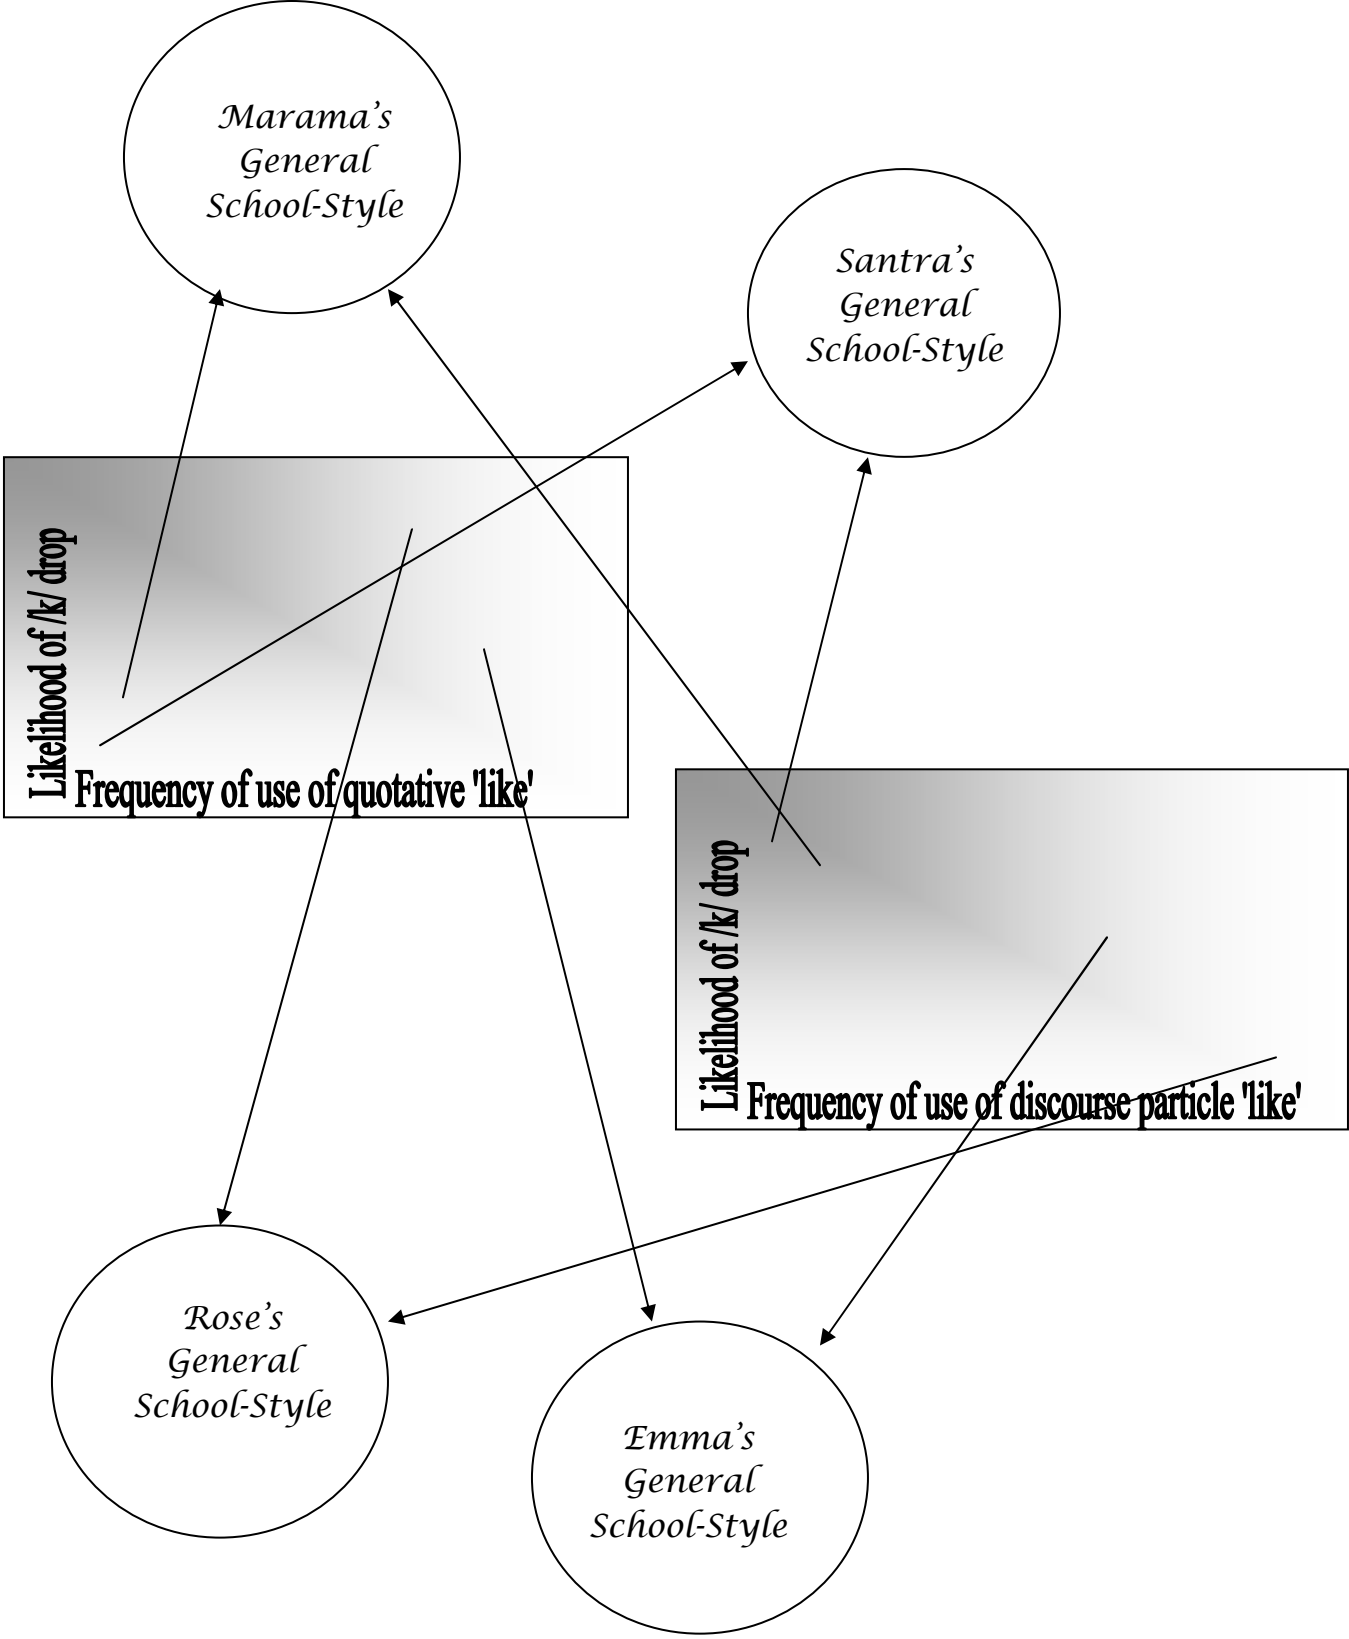 Marama’s
General
School-Style
Santra’s
General
School-Style
Likelihood of /k/ drop
Frequency of use of quotative 'like'
Likelihood of /k/ drop
Frequency of use of discourse particle 'like'
Rose’s
General
School-Style
Emma’s
General
School-Style